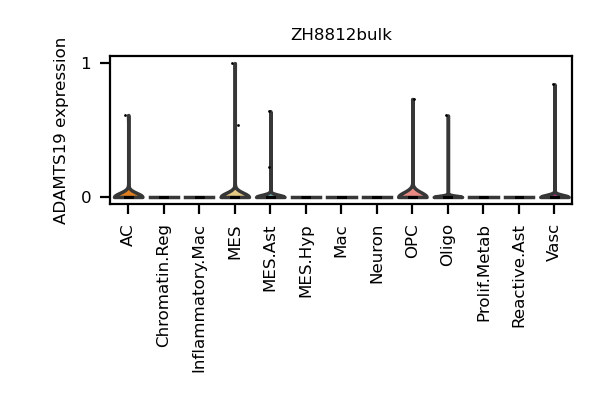 ZH8812bulk
ADAMTS19 expression
1
0
AC
Chromatin.Reg
Inflammatory.Mac
MES
MES.Ast
MES.Hyp
Mac
Neuron
OPC
Oligo
Prolif.Metab
Reactive.Ast
Vasc